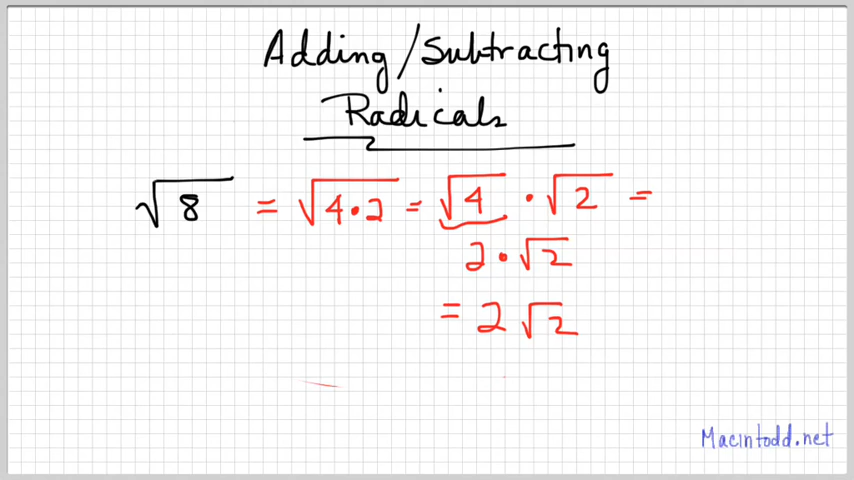 Adding/Subtracting
Radicals
√8 = √4•2 = √4 • √2 =
2 • √2
= 2 √2
Macintodd.net